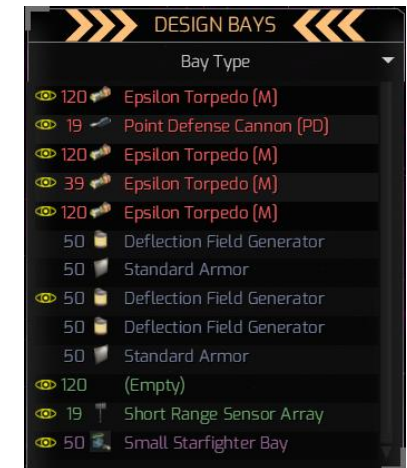 DESIGN BAYS
Bay Type
120 Epsilon Torpedo [M]
19 Point Defense Cannon [PD]
120 Epsilon Torpedo [M]
39 Epsilon Torpedo [M]
120 Epsilon Torpedo [M]
50 Deflection Field Generator
50 Standard Armor
50 Deflection Field Generator
50 Deflection Field Generator
50 Standard Armor
120 (Empty)
19 Short Range Sensor Array
50 Small Starfighter Bay